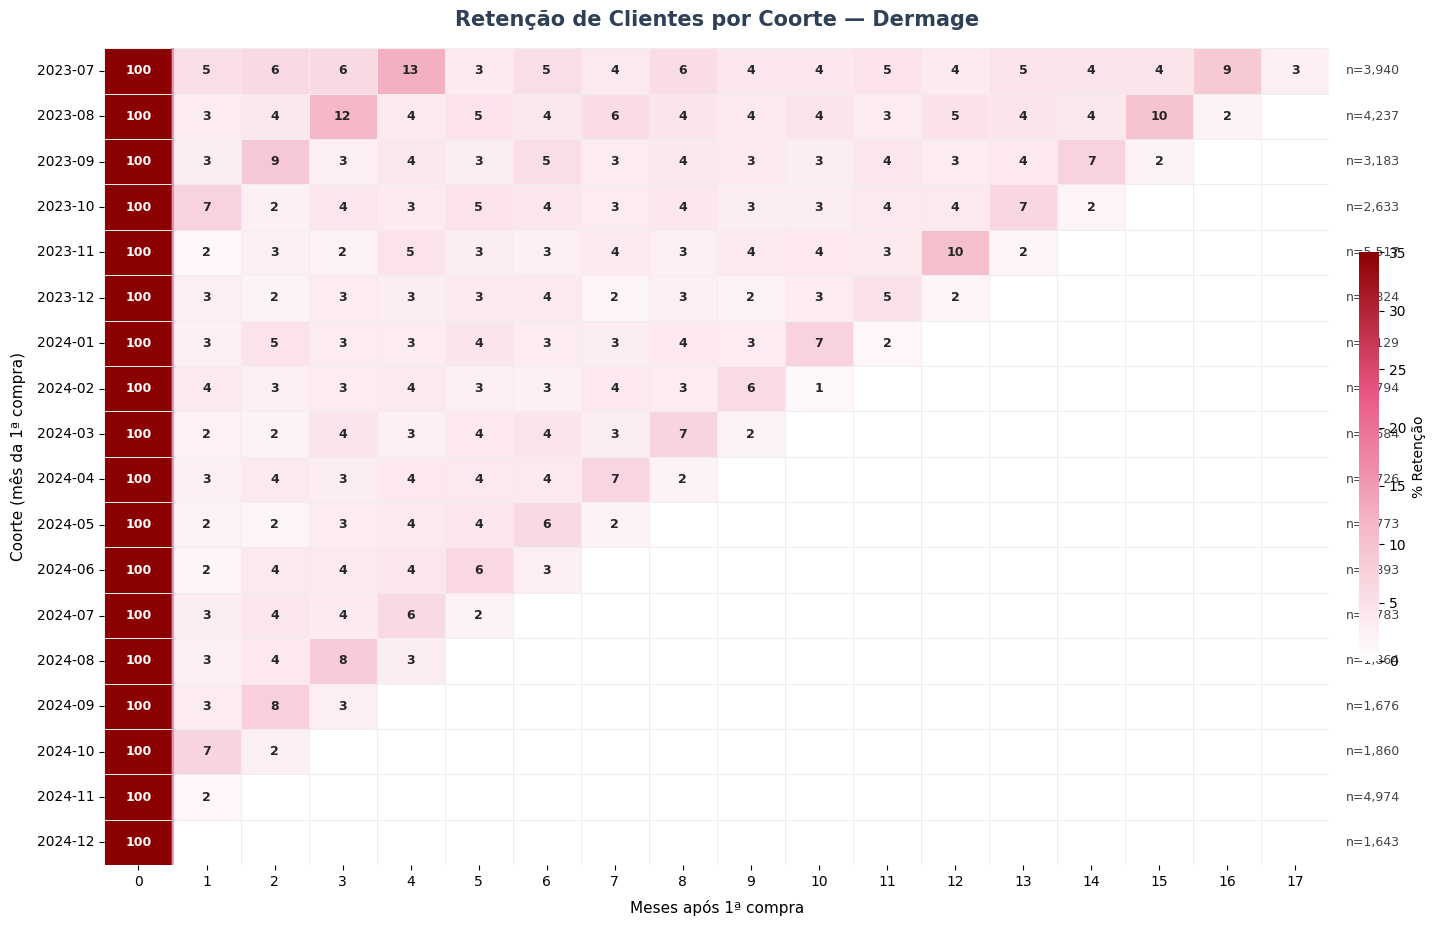 Retenção de Clientes por Coorte — Dermage
2023-07 100 5 6 6 13 3 5 4 6 4 4 5 4 5 4 4 9 3 n=3,940
2023-08 100 3 4 12 4 5 4 6 4 4 4 3 5 4 4 10 2 n=4,237
2023-09 100 3 9 3 4 3 5 3 4 3 3 4 3 4 7 2 n=3,183
2023-10 100 7 2 4 3 5 4 3 4 3 3 4 4 7 2 n=2,633
2023-11 100 2 3 2 5 3 3 4 3 4 4 3 10 2
2023-12 100 3 2 3 3 3 4 2 3 2 3 5 2
2024-01 100 3 5 3 3 4 3 3 4 3 7 2
2024-02 100 4 3 3 4 3 3 4 3 6 1
2024-03 100 2 2 4 3 4 4 3 7 2
2024-04 100 3 4 3 4 4 4 7 2
2024-05 100 2 2 3 4 4 6 2
2024-06 100 2 4 4 4 6 3
2024-07 100 3 4 4 6 2
2024-08 100 3 4 8 3
2024-09 100 3 8 3 n=1,676
2024-10 100 7 2 n=1,860
2024-11 100 2 n=4,974
2024-12 100 n=1,643
0 1 2 3 4 5 6 7 8 9 10 11 12 13 14 15 16 17
Meses após 1ª compra
Coorte (mês da 1ª compra)
35
30
25
20
15
10
5
0
% Retenção